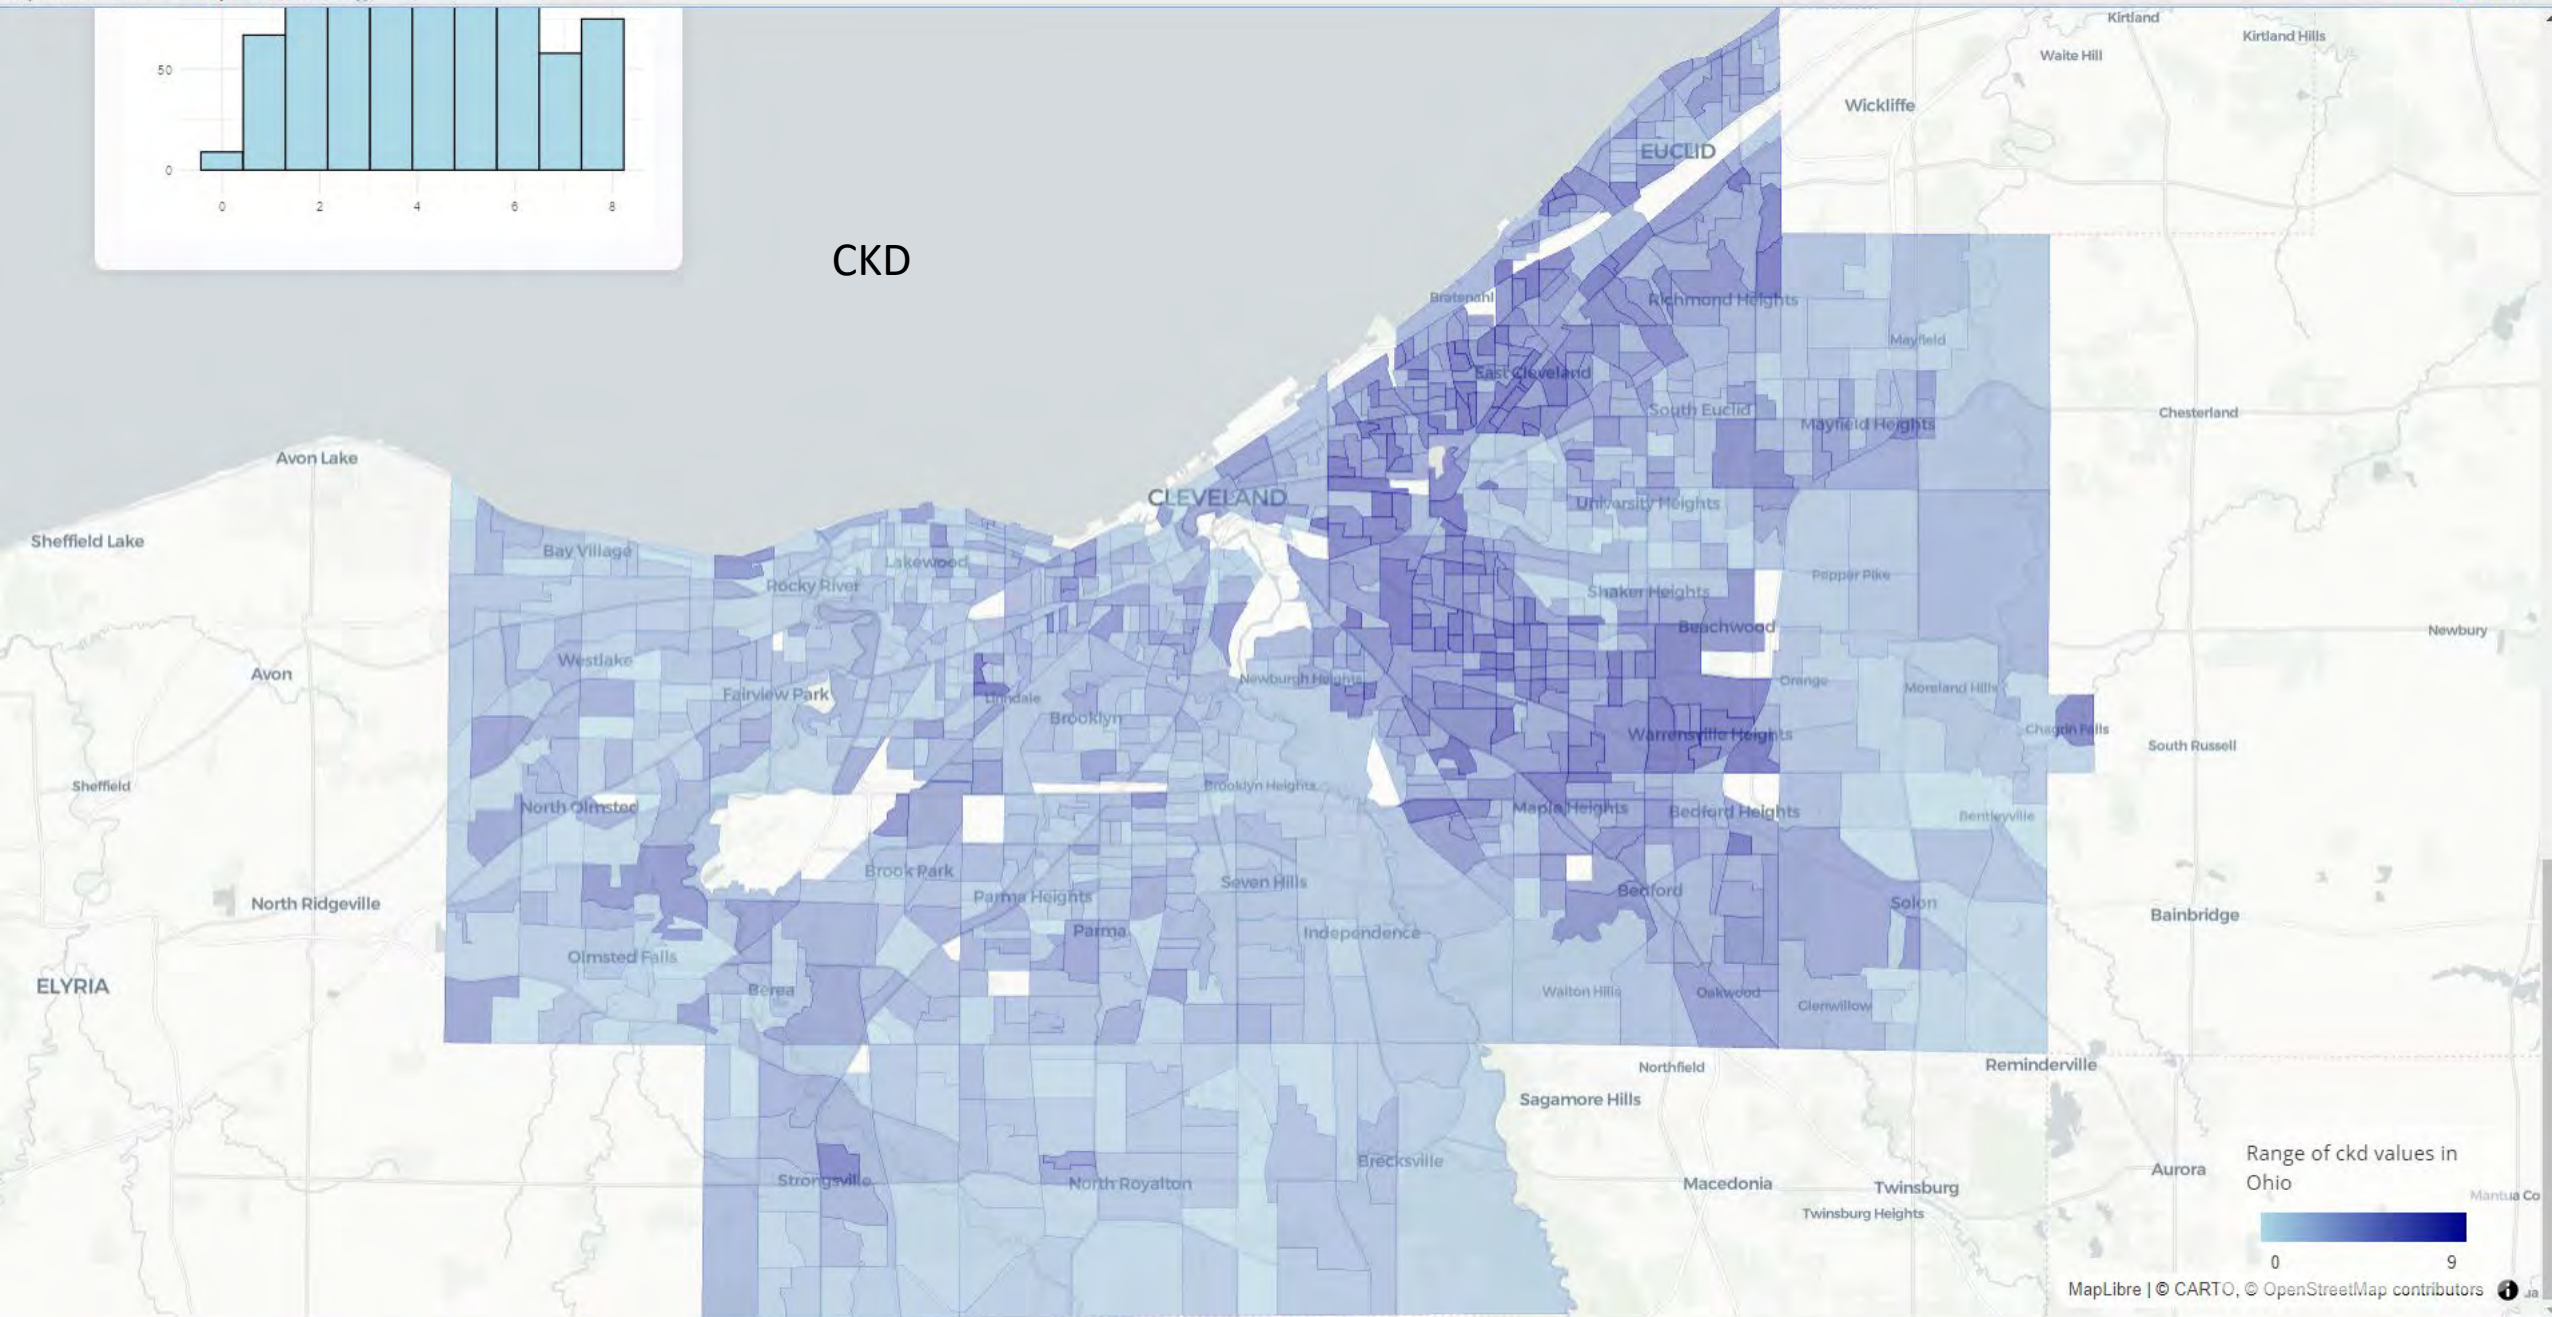 Kirtland
Kirtland Hills
Waite Hill
50
Wickliffe
EUCLID
0
0 2 4 6 8
CKD
Bratenahl
Richmond Heights
Mayfield
East Cleveland
South Euclid
Chesterland
Mayfield Heights
Avon Lake
CLEVELAND
University Heights
Sheffield Lake
Bay Village
Lakewood
Rocky River
Pepper Pike
Shaker Heights
Beachwood
Newbury
Westlake
Avon
Newburgh Heights
Orange
Moreland Hills
Fairview Park
Linndale
Brooklyn
Chagrin Falls
Warrensville Heights
South Russell
Sheffield
Brooklyn Heights
North Olmsted
Maple Heights
Bedford Heights
Bentleyville
Brook Park
Seven Hills
Parma Heights
Bedford
North Ridgeville
Solon
Bainbridge
Parma
Independence
Olmsted Falls
ELYRIA
Berea
Walton Hills
Oakwood
Glenwillow
Northfield
Reminderville
Sagamore Hills
Range of ckd values in
Ohio
Brecksville
Aurora
Strongsville
North Royalton
Macedonia
Twinsburg
Mantua Co
Twinsburg Heights
0 9
MapLibre | © CARTO, © OpenStreetMap contributors